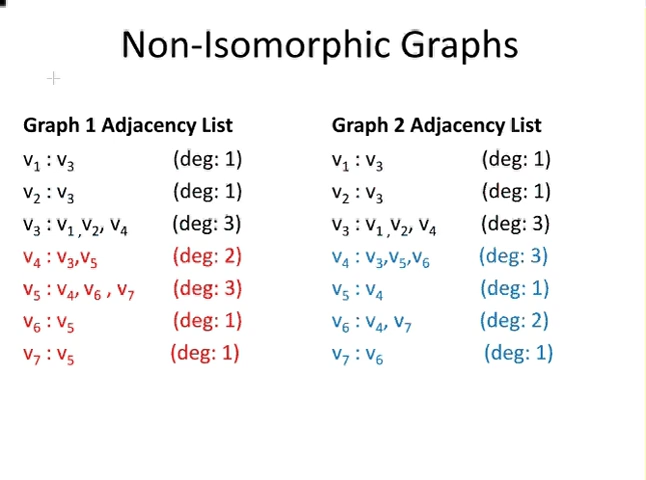 Non-Isomorphic Graphs
Graph 1 Adjacency List
v₁ : v₃ (deg: 1)
v₂ : v₃ (deg: 1)
v₃ : v₁ ,v₂, v₄ (deg: 3)
v₄ : v₃,v₅ (deg: 2)
v₅ : v₄, v₆ , v₇ (deg: 3)
v₆ : v₅ (deg: 1)
v₇ : v₅ (deg: 1)
Graph 2 Adjacency List
v₁ : v₃ (deg: 1)
v₂ : v₃ (deg: 1)
v₃ : v₁ ,v₂, v₄ (deg: 3)
v₄ : v₃,v₅,v₆ (deg: 3)
v₅ : v₄ (deg: 1)
v₆ : v₄, v₇ (deg: 2)
v₇ : v₆ (deg: 1)